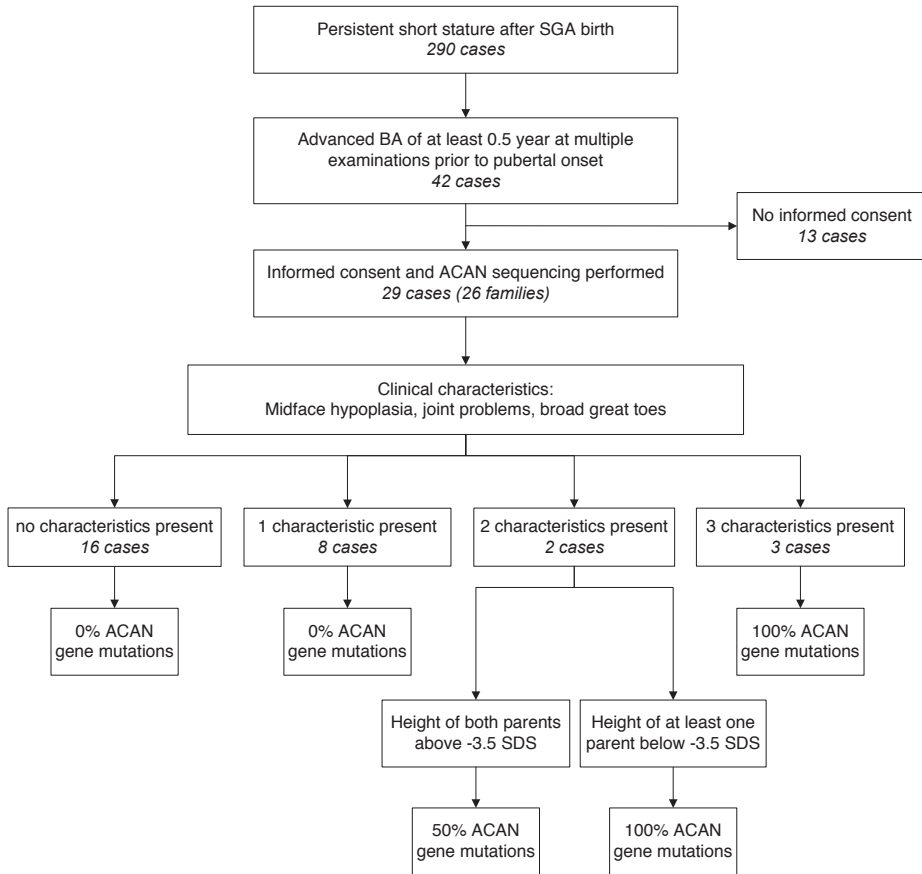 Persistent short stature after SGA birth
290 cases
Advanced BA of at least 0.5 year at multiple
examinations prior to pubertal onset
42 cases
No informed consent
13 cases
Informed consent and ACAN sequencing performed
29 cases (26 families)
Clinical characteristics:
Midface hypoplasia, joint problems, broad great toes
no characteristics present
16 cases
1 characteristic present
8 cases
2 characteristics present
2 cases
3 characteristics present
3 cases
0% ACAN
gene mutations
0% ACAN
gene mutations
100% ACAN
gene mutations
Height of both parents
above -3.5 SDS
Height of at least one
parent below -3.5 SDS
50% ACAN
gene mutations
100% ACAN
gene mutations